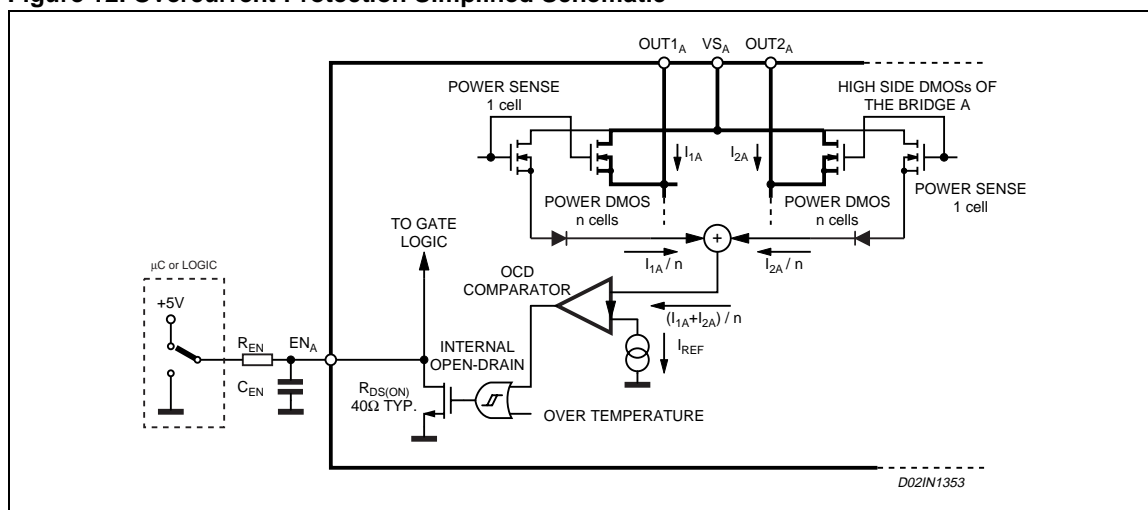 Figure 12. Overcurrent Protection Simplified Schematic
OUT1A VSA OUT2A
POWER SENSE
1 cell
HIGH SIDE DMOSs OF
THE BRIDGE A
I1A
I2A
POWER SENSE
1 cell
POWER DMOS
n cells
POWER DMOS
n cells
TO GATE
LOGIC
+
I1A / n
I2A / n
μC or LOGIC
OCD
COMPARATOR
+5V
(I1A+I2A) / n
IREF
REN
ENA
INTERNAL
OPEN-DRAIN
CEN
RDS(ON)
40Ω TYP.
OVER TEMPERATURE
D02IN1353